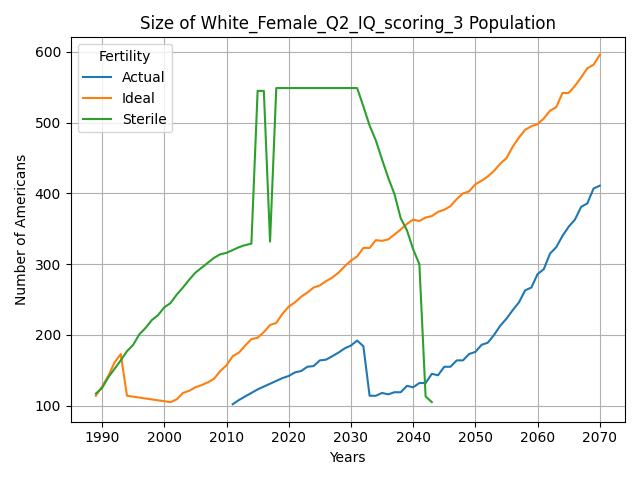 Size of White_Female_Q2_IQ_scoring_3 Population
Number of Americans
600
500
400
300
200
100
Fertility
Actual
Ideal
Sterile
1990 2000 2010 2020 2030 2040 2050 2060 2070
Years